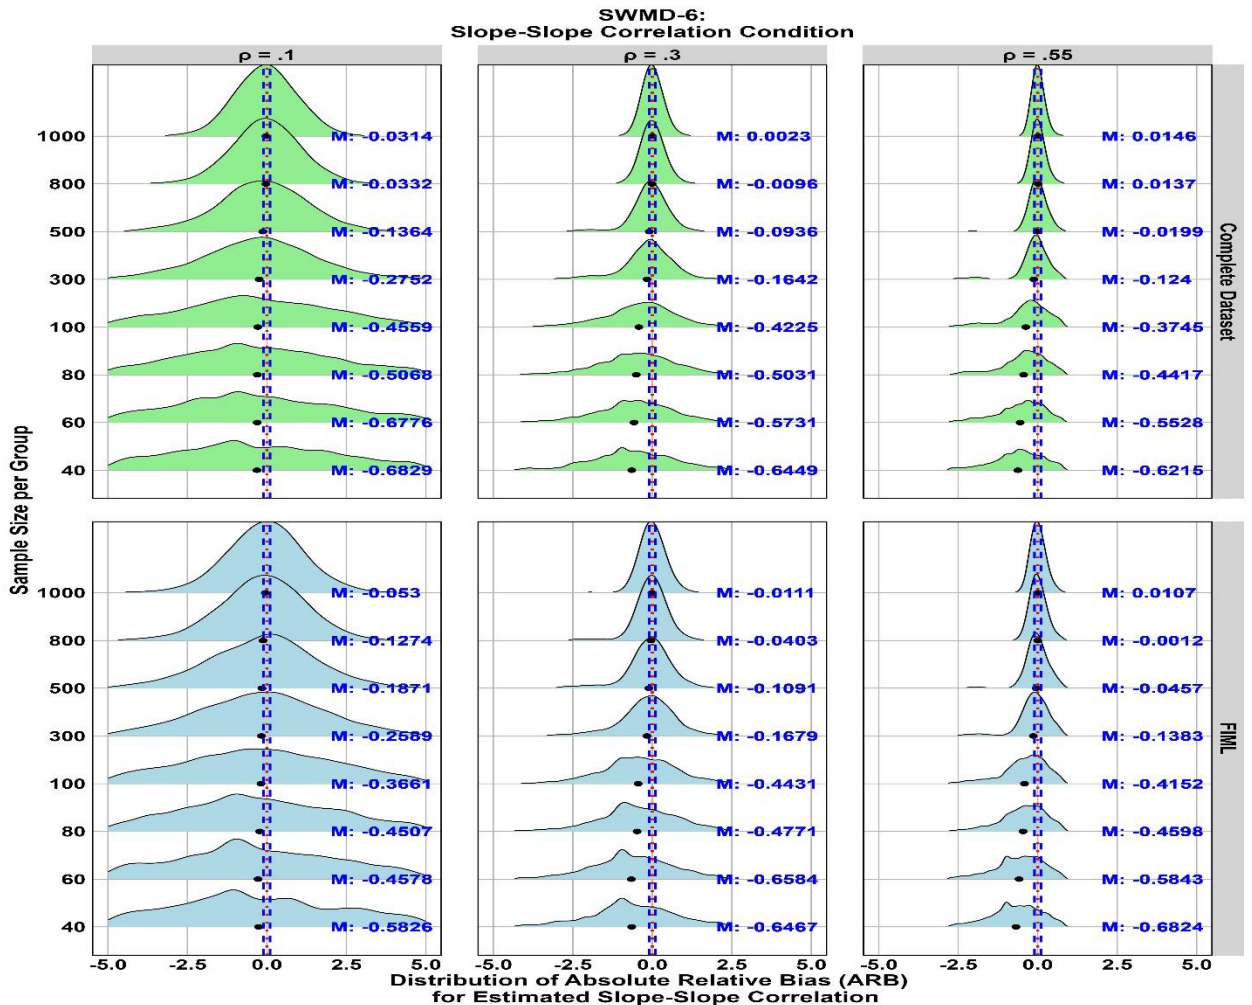 SWMD-6:
Slope-Slope Correlation Condition
ρ = .1
ρ = .3
ρ = .55
Sample Size per Group
Complete Dataset
1000
M: -0.0314
M: 0.0023
M: 0.0146
800
M: -0.0332
M: -0.0096
M: 0.0137
500
M: -0.1364
M: -0.0936
M: -0.0199
300
M: -0.2752
M: -0.1642
M: -0.124
100
M: -0.4559
M: -0.4225
M: -0.3745
80
M: -0.5068
M: -0.5031
M: -0.4417
60
M: -0.6776
M: -0.5731
M: -0.5528
40
M: -0.6829
M: -0.6449
M: -0.6215
FIML
1000
M: -0.053
M: -0.0111
M: 0.0107
800
M: -0.1274
M: -0.0403
M: -0.0012
500
M: -0.1871
M: -0.1091
M: -0.0457
300
M: -0.2589
M: -0.1679
M: -0.1383
100
M: -0.3661
M: -0.4431
M: -0.4152
80
M: -0.4507
M: -0.4771
M: -0.4598
60
M: -0.4578
M: -0.6584
M: -0.5843
40
M: -0.5826
M: -0.6467
M: -0.6824
-5.0 -2.5 0.0 2.5 5.0
-5.0 -2.5 0.0 2.5 5.0
-5.0 -2.5 0.0 2.5 5.0
Distribution of Absolute Relative Bias (ARB)
for Estimated Slope-Slope Correlation